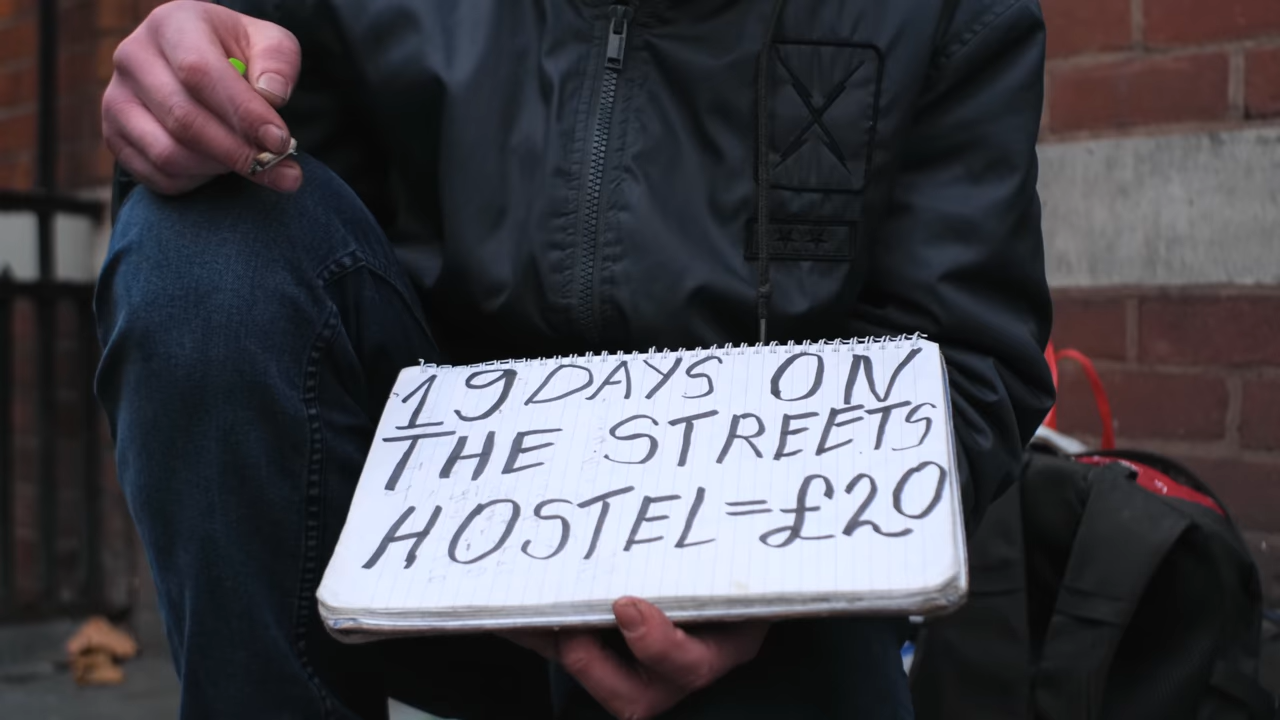 19 DAYS ON
THE STREETS
HOSTEL = £20